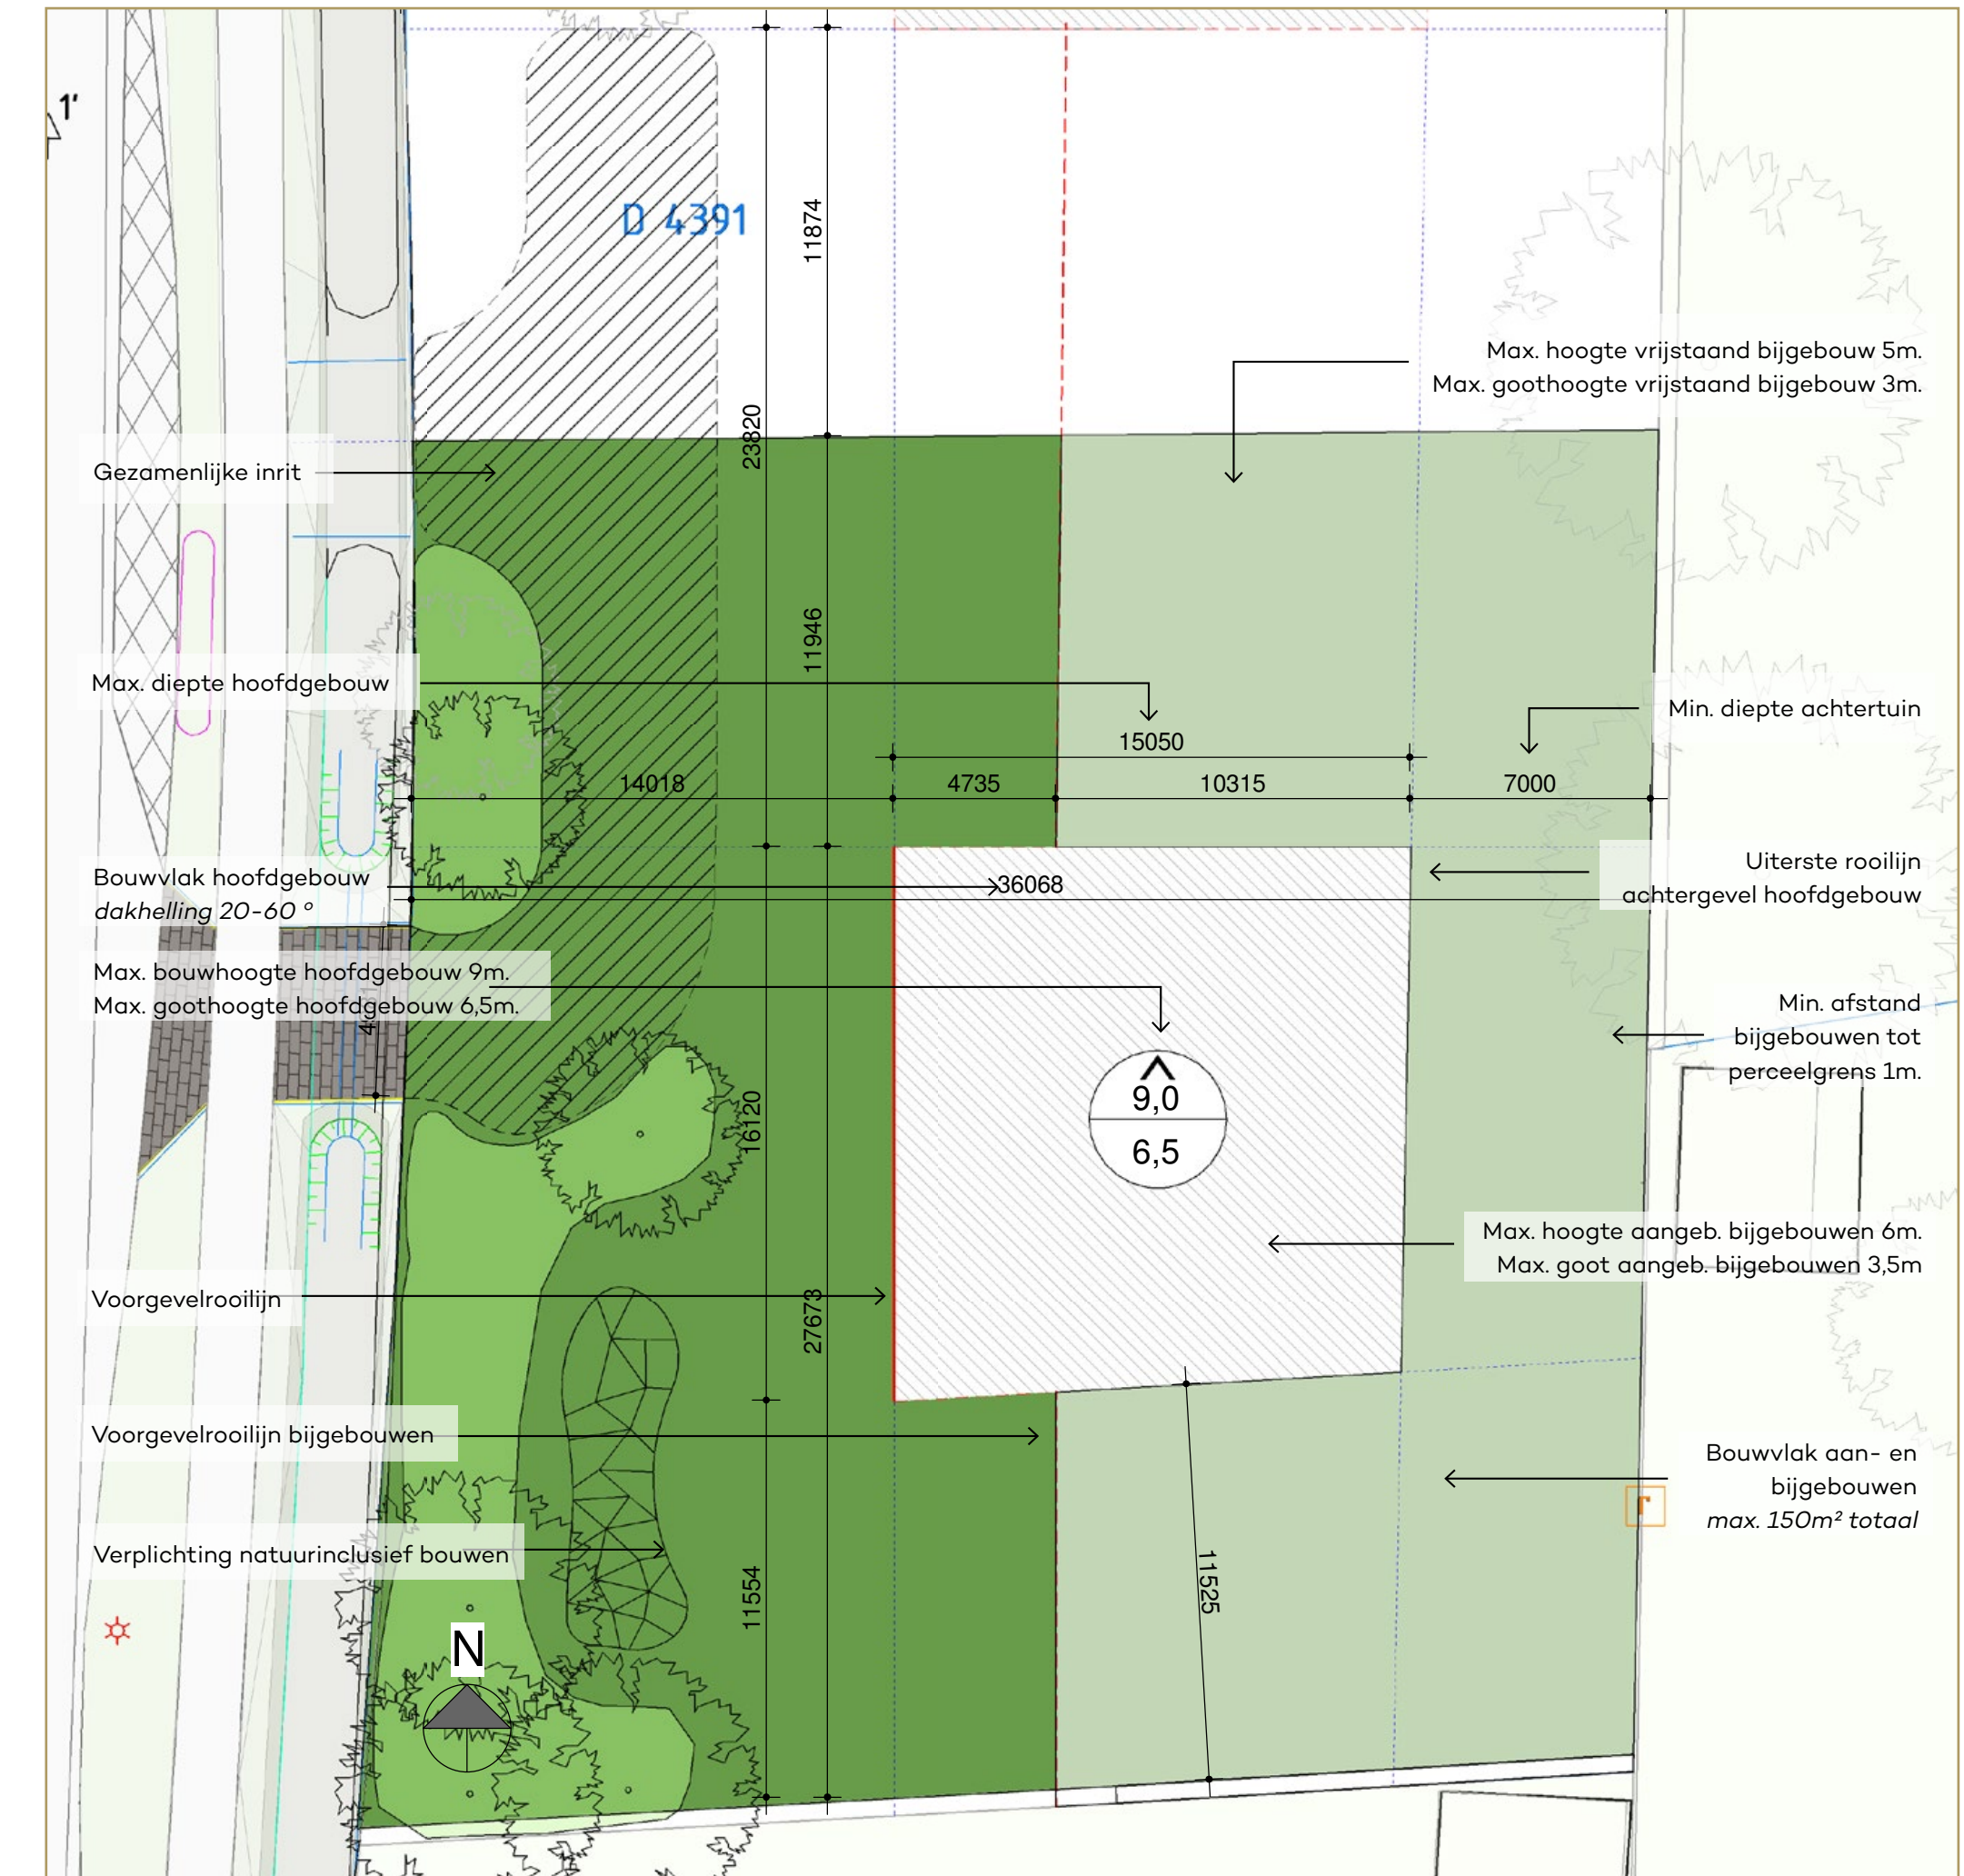 1'
D 4391
11874
23820
Max. hoogte vrijstaand bijgebouw 5m.
Max. goothoogte vrijstaand bijgebouw 3m.
Gezamenlijke inrit
11946
Max. diepte hoofdgebouw
Min. diepte achtertuin
15050
14018
4735
10315
7000
Bouwvlak hoofdgebouw
dakhelling 20-60 °
36068
Uiterste rooilijn
achtergevel hoofdgebouw
Max. bouwhoogte hoofdgebouw 9m.
Max. goothoogte hoofdgebouw 6,5m.
Min. afstand
bijgebouwen tot
perceelgrens 1m.
9,0
6,5
16120
Max. hoogte aangeb. bijgebouwen 6m.
Max. goot aangeb. bijgebouwen 3,5m
Voorgevelrooilijn
27673
Voorgevelrooilijn bijgebouwen
Bouwvlak aan- en
bijgebouwen
max. 150m² totaal
r
Verplichting natuurinclusief bouwen
11554
11525
N